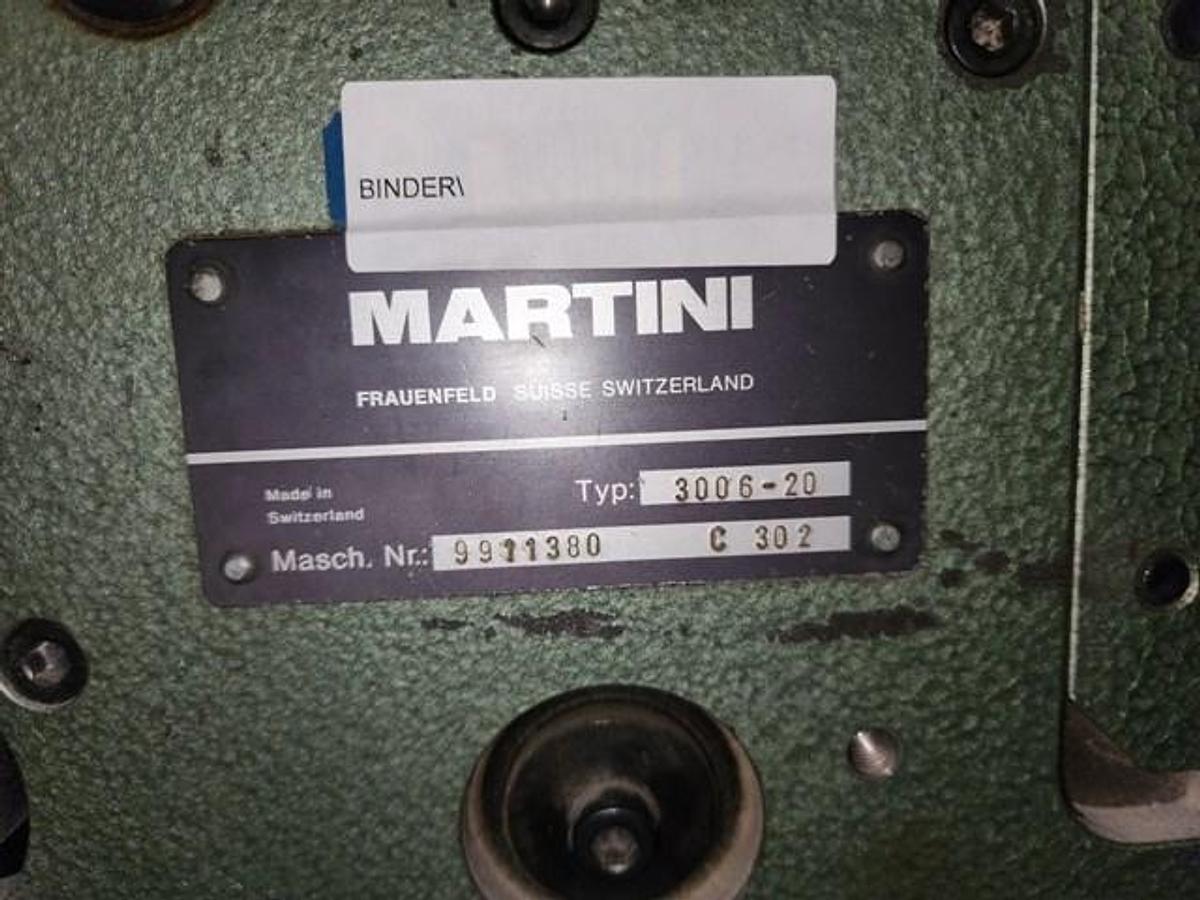 BINDER\
MARTINI
FRAUENFELD SUISSE SWITZERLAND
Made in
Switzerland
Typ: 3006-20
Masch. Nr.: 9911380 C 302